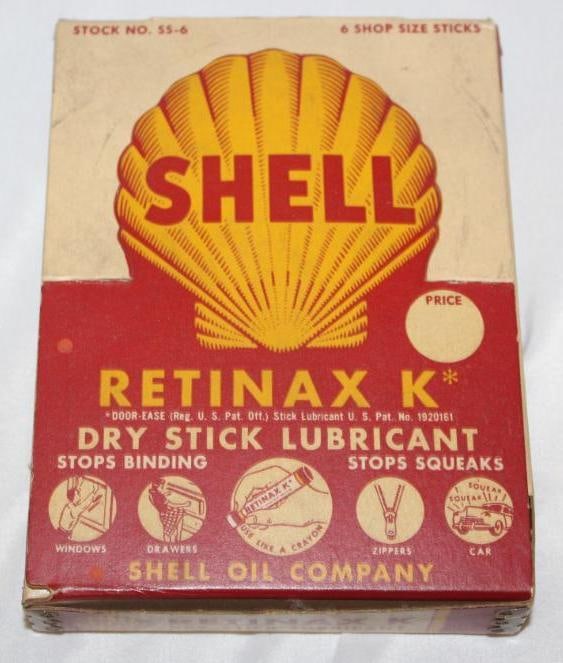 STOCK NO. SS-6
6 SHOP SIZE STICKS
SHELL
PRICE
RETINAX K*
*DOOR-EASE (Reg. U. S. Pat. Off.) Stick Lubricant U. S. Pat. No. 1920161
DRY STICK LUBRICANT
STOPS BINDING
STOPS SQUEAKS
RETINAX K*
USE LIKE A CRAYON
SQUEAK
SQUEAK
WINDOWS
DRAWERS
ZIPPERS
CAR
SHELL OIL COMPANY
RETINAX K